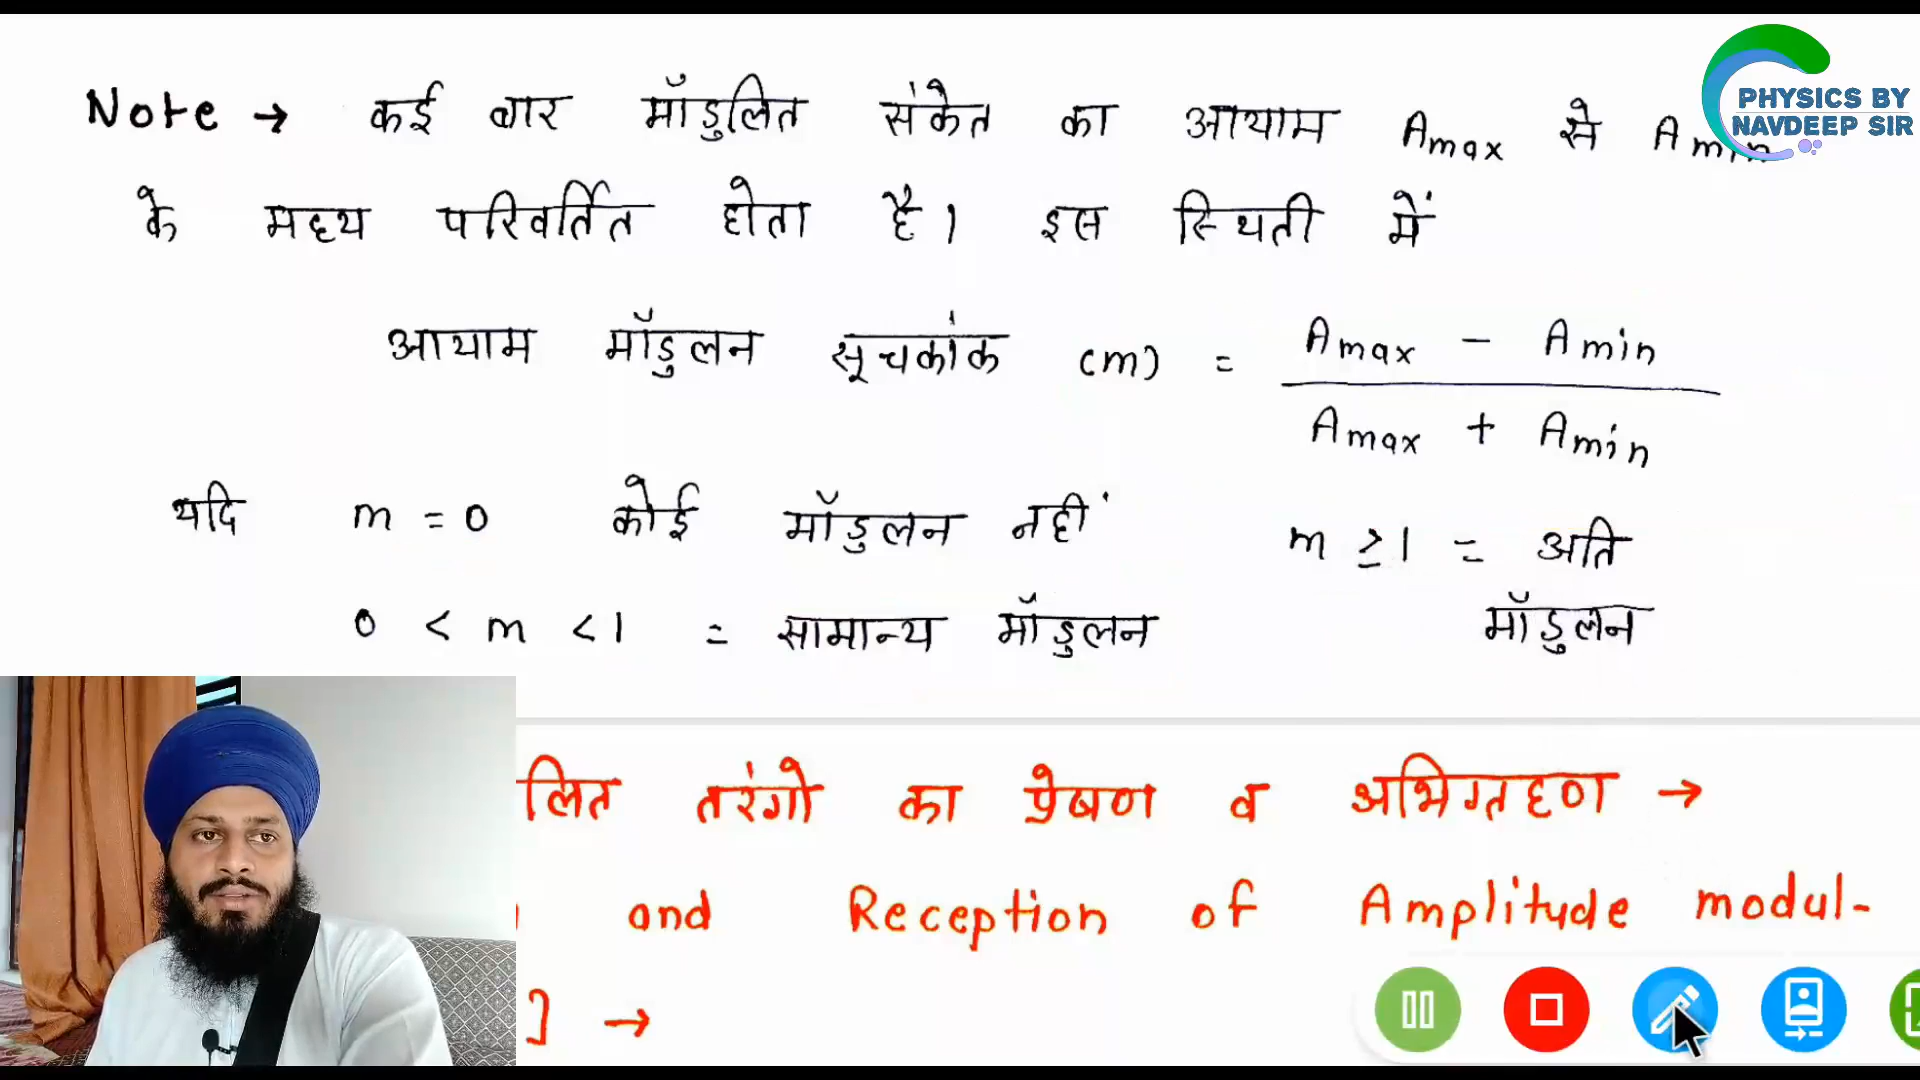 Note → कई बार मॉडुलित संकेत का आयाम Amax से Amin
PHYSICS BY
NAVDEEP SIR
के मध्य परिवर्तित होता है। इस स्थिती में
आयाम मॉडुलन सूचकांक (m) = Amax - Amin / Amax + Amin
यदि m = 0 कोई मॉडुलन नहीं m ≥ 1 = अति
0 < m < 1 = सामान्य मॉडुलन मॉडुलन
लित तरंगो का प्रेषण व अभिग्रहण →
and Reception of Amplitude modul-
] →